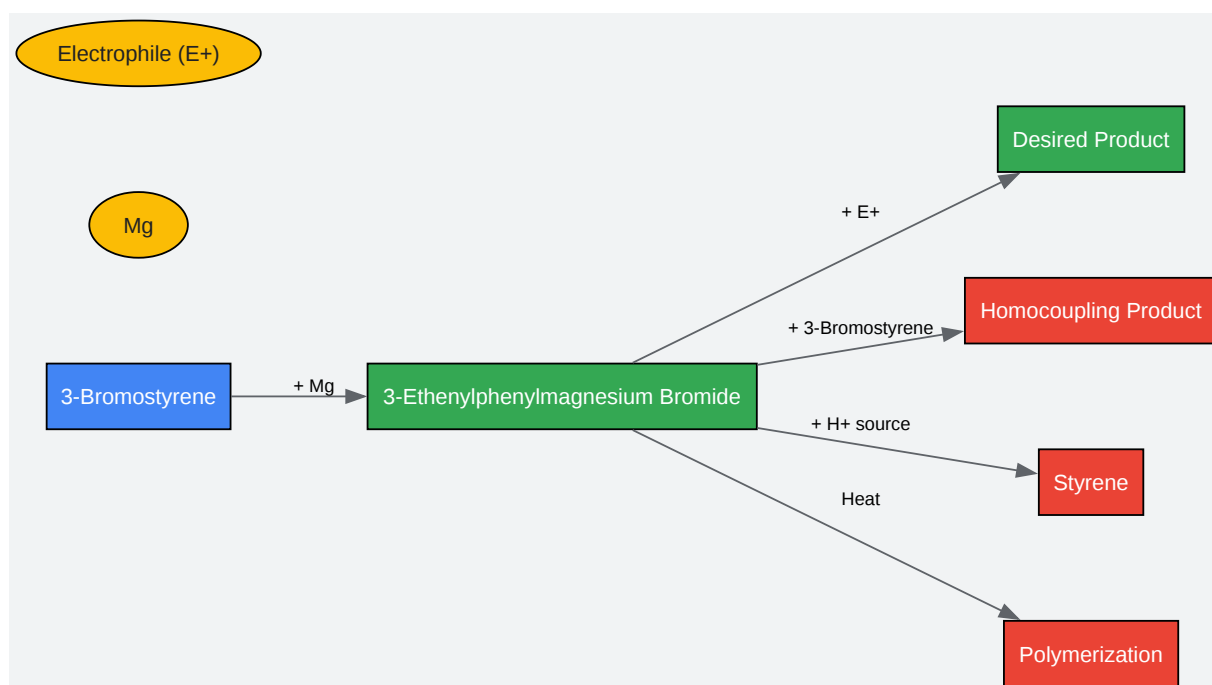 Electrophile (E+)
Mg
3-Bromostyrene
+ Mg
3-Ethenylphenylmagnesium Bromide
+ E+
Desired Product
+ 3-Bromostyrene
Homocoupling Product
+ H+ source
Styrene
Heat
Polymerization